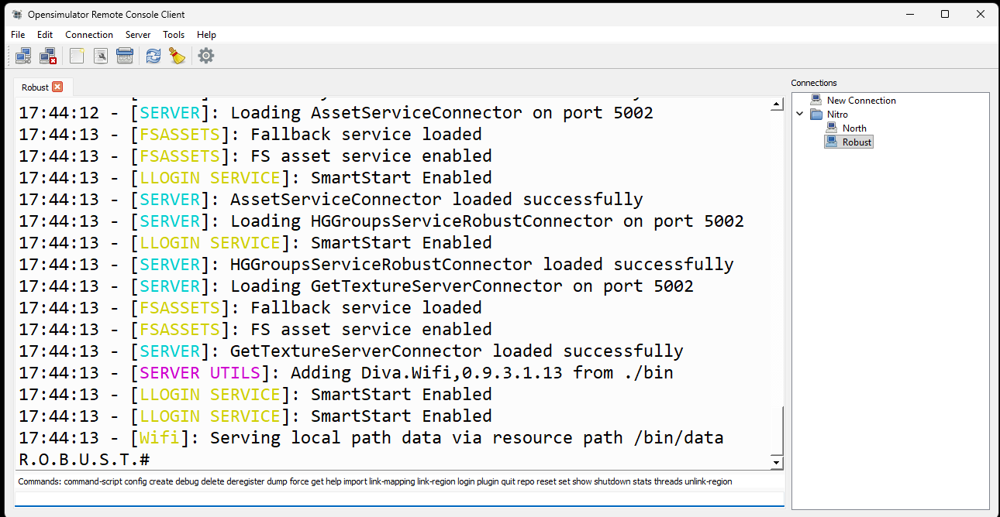 Opensimulator Remote Console Client
File Edit Connection Server Tools Help
Robust
17:44:12 - [SERVER]: Loading AssetServiceConnector on port 5002
17:44:13 - [FSASSETS]: Fallback service loaded
17:44:13 - [FSASSETS]: FS asset service enabled
17:44:13 - [LLOGIN SERVICE]: SmartStart Enabled
17:44:13 - [SERVER]: AssetServiceConnector loaded successfully
17:44:13 - [SERVER]: Loading HGGroupsServiceRobustConnector on port 5002
17:44:13 - [LLOGIN SERVICE]: SmartStart Enabled
17:44:13 - [SERVER]: HGGroupsServiceRobustConnector loaded successfully
17:44:13 - [SERVER]: Loading GetTextureServerConnector on port 5002
17:44:13 - [FSASSETS]: Fallback service loaded
17:44:13 - [FSASSETS]: FS asset service enabled
17:44:13 - [SERVER]: GetTextureServerConnector loaded successfully
17:44:13 - [SERVER UTILS]: Adding Diva.Wifi,0.9.3.1.13 from ./bin
17:44:13 - [LLOGIN SERVICE]: SmartStart Enabled
17:44:13 - [LLOGIN SERVICE]: SmartStart Enabled
17:44:13 - [Wifi]: Serving local path data via resource path /bin/data
R.O.B.U.S.T.#
Commands: command-script config create debug delete deregister dump force get help import link-mapping link-region login plugin quit repo reset set show shutdown stats threads unlink-region
Connections
New Connection
Nitro
North
Robust